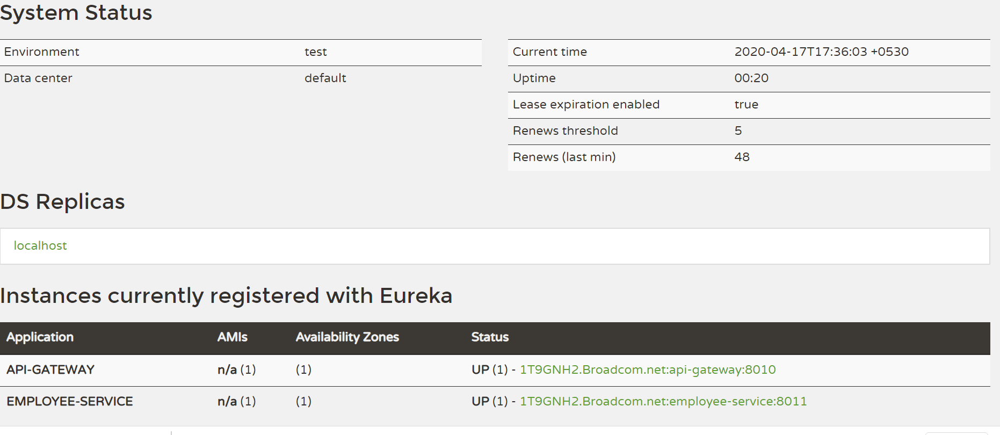 System Status
Environment test
Data center default
Current time 2020-04-17T17:36:03 +0530
Uptime 00:20
Lease expiration enabled true
Renews threshold 5
Renews (last min) 48
DS Replicas
localhost
Instances currently registered with Eureka
Application AMIs Availability Zones Status
API-GATEWAY n/a (1) (1) UP (1) - 1T9GNH2.Broadcom.net:api-gateway:8010
EMPLOYEE-SERVICE n/a (1) (1) UP (1) - 1T9GNH2.Broadcom.net:employee-service:8011